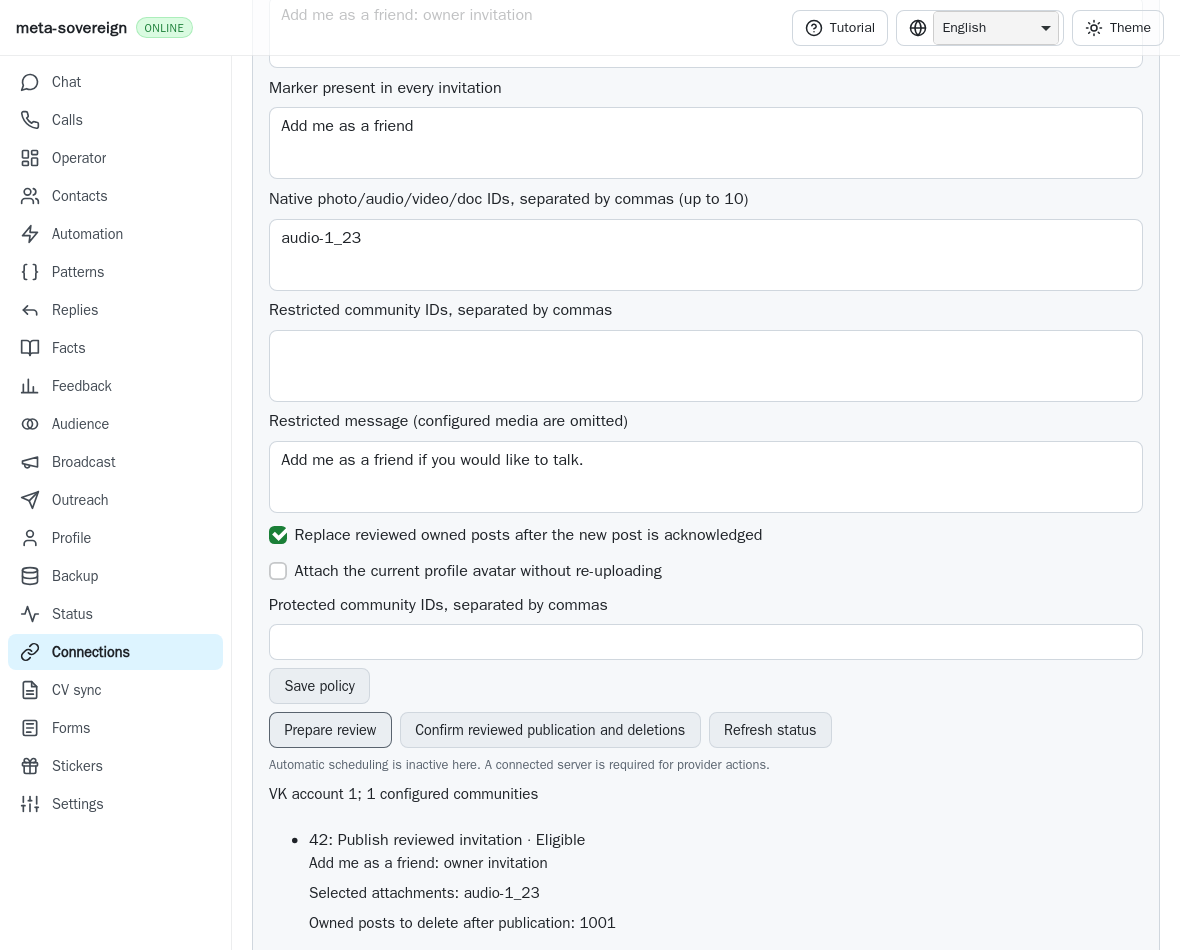 meta-sovereign
ONLINE
Add me as a friend: owner invitation
Tutorial
English
Theme
Chat
Calls
Operator
Contacts
Automation
Patterns
Replies
Facts
Feedback
Audience
Broadcast
Outreach
Profile
Backup
Status
Connections
CV sync
Forms
Stickers
Settings
Marker present in every invitation
Add me as a friend
Native photo/audio/video/doc IDs, separated by commas (up to 10)
audio-1_23
Restricted community IDs, separated by commas
Restricted message (configured media are omitted)
Add me as a friend if you would like to talk.
Replace reviewed owned posts after the new post is acknowledged
Attach the current profile avatar without re-uploading
Protected community IDs, separated by commas
Save policy
Prepare review
Confirm reviewed publication and deletions
Refresh status
Automatic scheduling is inactive here. A connected server is required for provider actions.
VK account 1; 1 configured communities
42: Publish reviewed invitation · Eligible
Add me as a friend: owner invitation
Selected attachments: audio-1_23
Owned posts to delete after publication: 1001